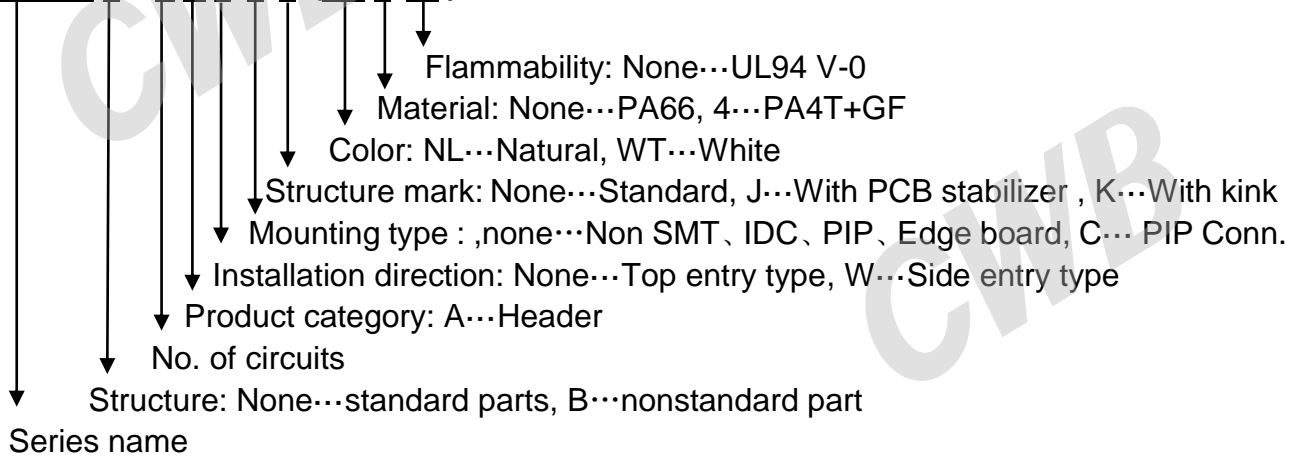 Flammability: None···UL94 V-0
Material: None···PA66, 4···PA4T+GF
Color: NL···Natural, WT···White
Structure mark: None···Standard, J···With PCB stabilizer , K···With kink
Mounting type : ,none···Non SMT、IDC、PIP、Edge board, C··· PIP Conn.
Installation direction: None···Top entry type, W···Side entry type
Product category: A···Header
No. of circuits
Structure: None···standard parts, B···nonstandard part
Series name
CWB
CWB